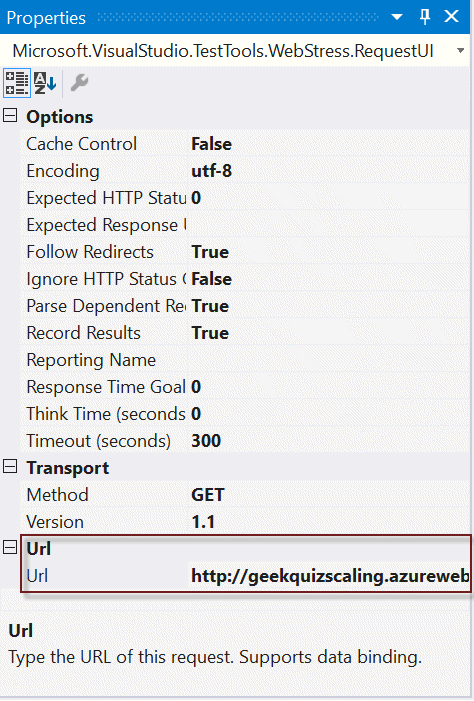 Properties
Microsoft.VisualStudio.TestTools.WebStress.RequestUI
Options
Cache Control False
Encoding utf-8
Expected HTTP Statu 0
Expected Response U
Follow Redirects True
Ignore HTTP Status C False
Parse Dependent Re True
Record Results True
Reporting Name
Response Time Goal 0
Think Time (seconds 0
Timeout (seconds) 300
Transport
Method GET
Version 1.1
Url
Url http://geekquizscaling.azureweb
Url
Type the URL of this request. Supports data binding.